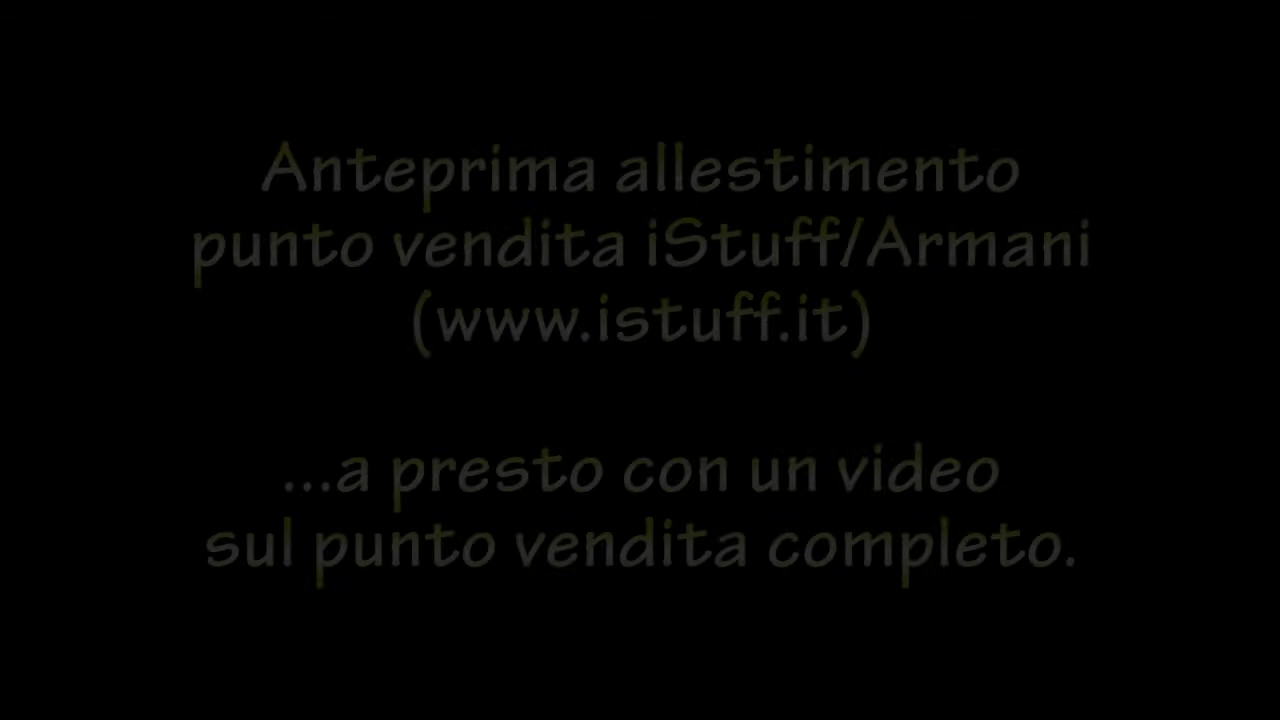 Anteprima allestimento
punto vendita iStuff/Armani
(www.istuff.it)
...a presto con un video
sul punto vendita completo.